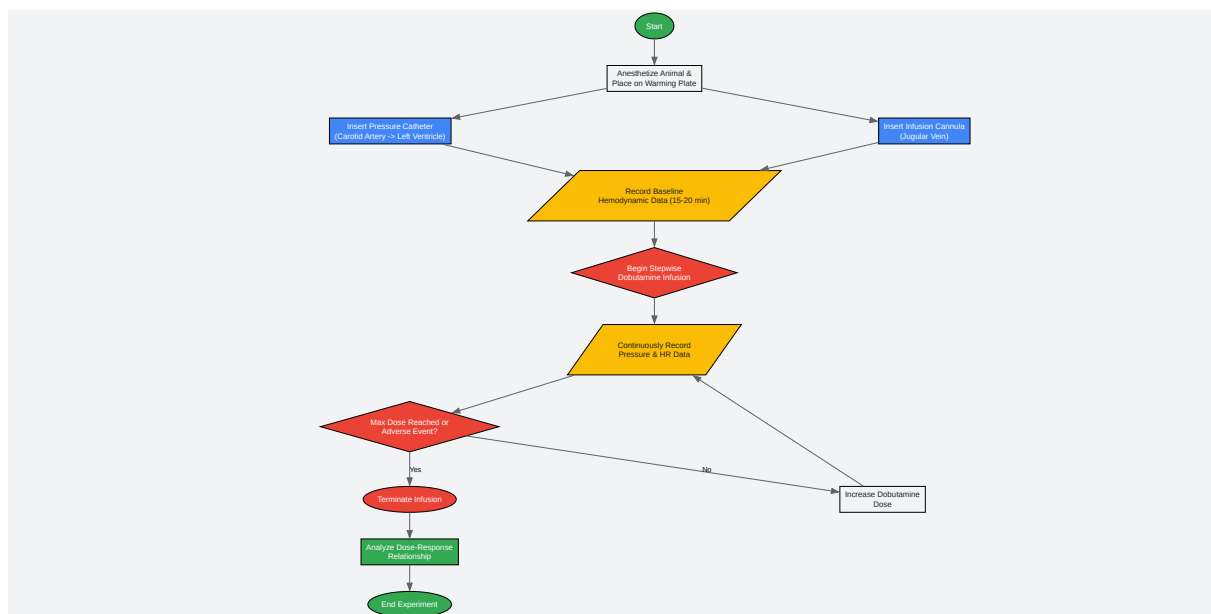 Start
Anesthetize Animal &
Place on Warming Plate
Insert Pressure Catheter
(Carotid Artery -> Left Ventricle)
Insert Infusion Cannula
(Jugular Vein)
Record Baseline
Hemodynamic Data (15-20 min)
Begin Stepwise
Dobutamine Infusion
Continuously Record
Pressure & HR Data
Max Dose Reached or
Adverse Event?
Yes
No
Increase Dobutamine
Dose
Terminate Infusion
Analyze Dose-Response
Relationship
End Experiment